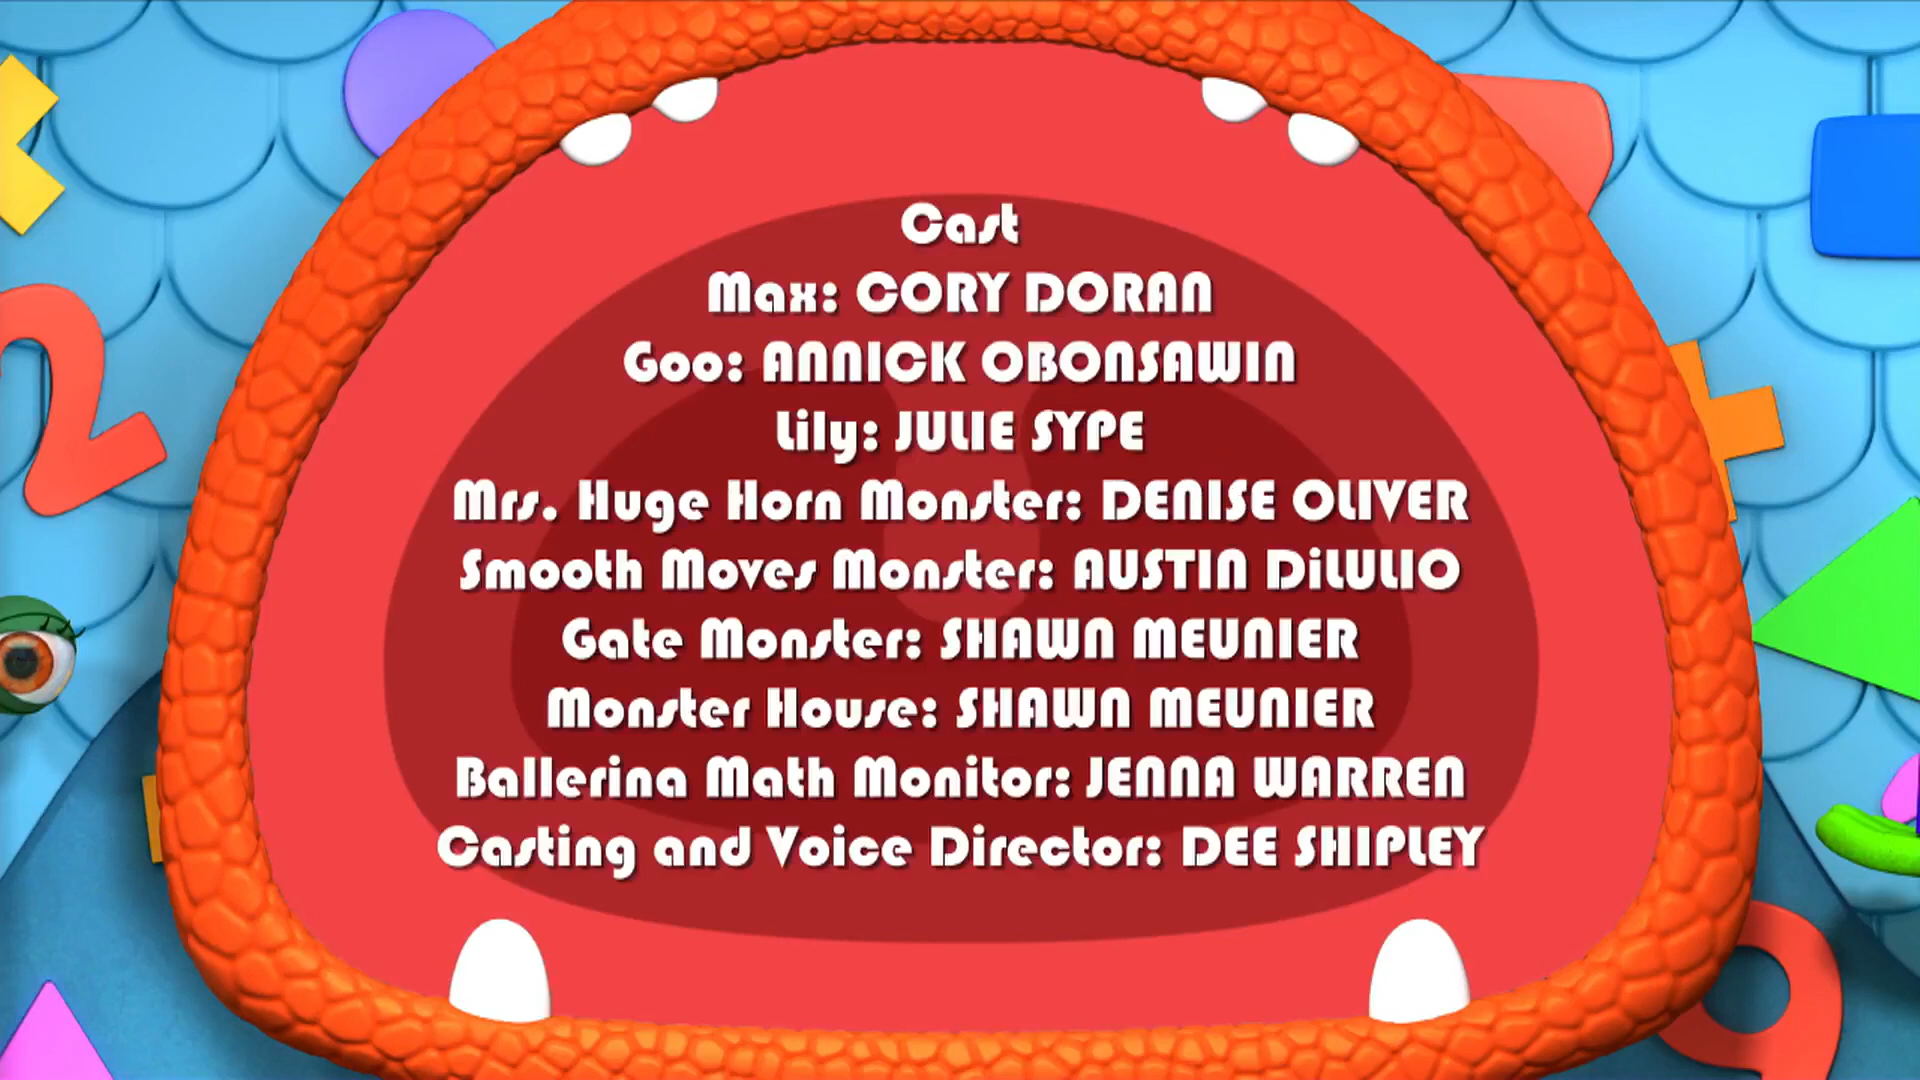 Cast
Max: CORY DORAN
Goo: ANNICK OBONSAWIN
Lily: JULIE SYPE
Mrs. Huge Horn Monster: DENISE OLIVER
Smooth Moves Monster: AUSTIN DiLULIO
Gate Monster: SHAWN MEUNIER
Monster House: SHAWN MEUNIER
Ballerina Math Monitor: JENNA WARREN
Casting and Voice Director: DEE SHIPLEY
2
9